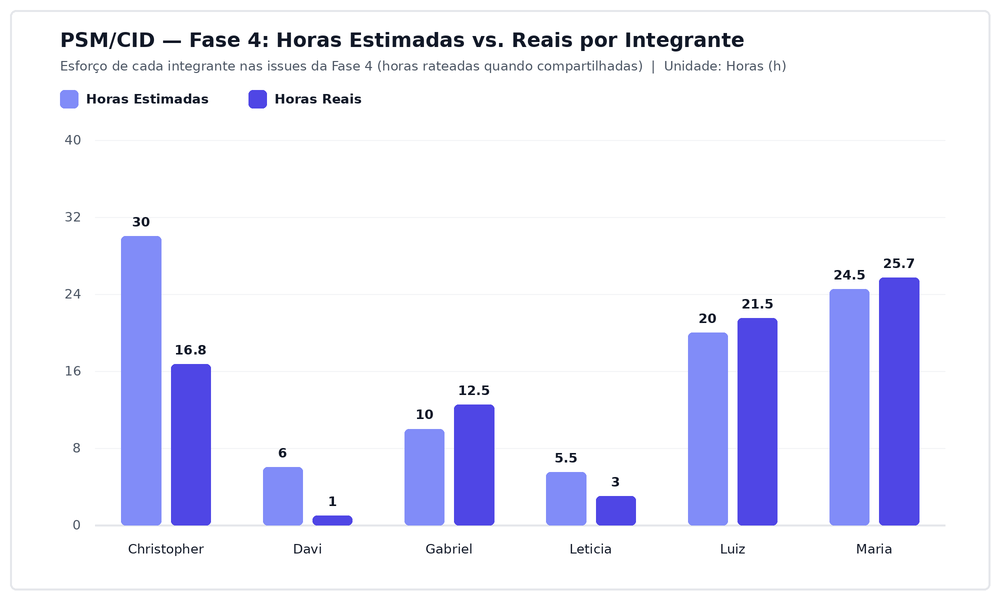 PSM/CID — Fase 4: Horas Estimadas vs. Reais por Integrante
Esforço de cada integrante nas issues da Fase 4 (horas rateadas quando compartilhadas)  |  Unidade: Horas (h)
Horas Estimadas Horas Reais
40
32
24
16
8
0
30 16.8 6 1 10 12.5 5.5 3 20 21.5 24.5 25.7
Christopher Davi Gabriel Leticia Luiz Maria